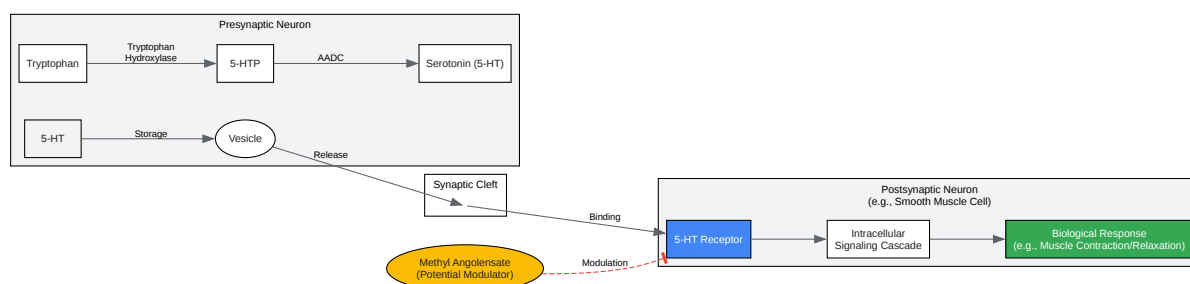 Presynaptic Neuron
Tryptophan
Tryptophan
Hydroxylase
5-HTP
AADC
Serotonin (5-HT)
5-HT
Storage
Vesicle
Release
Synaptic Cleft
Binding
Postsynaptic Neuron
(e.g., Smooth Muscle Cell)
5-HT Receptor
Intracellular
Signaling Cascade
Biological Response
(e.g., Muscle Contraction/Relaxation)
Methyl Angolensate
(Potential Modulator)
Modulation